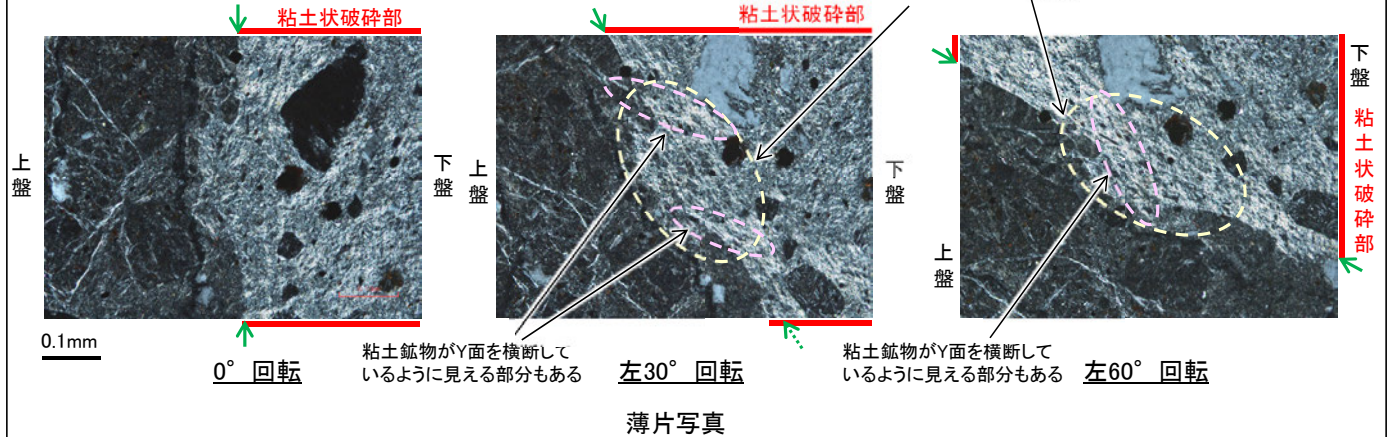 粘土状破砕部
粘土状破砕部
上盤
下盤
上盤
下盤
上盤
下盤
粘土状破砕部
0.1mm
0°回転
粘土鉱物がY面を横断して
いるように見える部分もある
左30°回転
粘土鉱物がY面を横断して
いるように見える部分もある
左60°回転
薄片写真